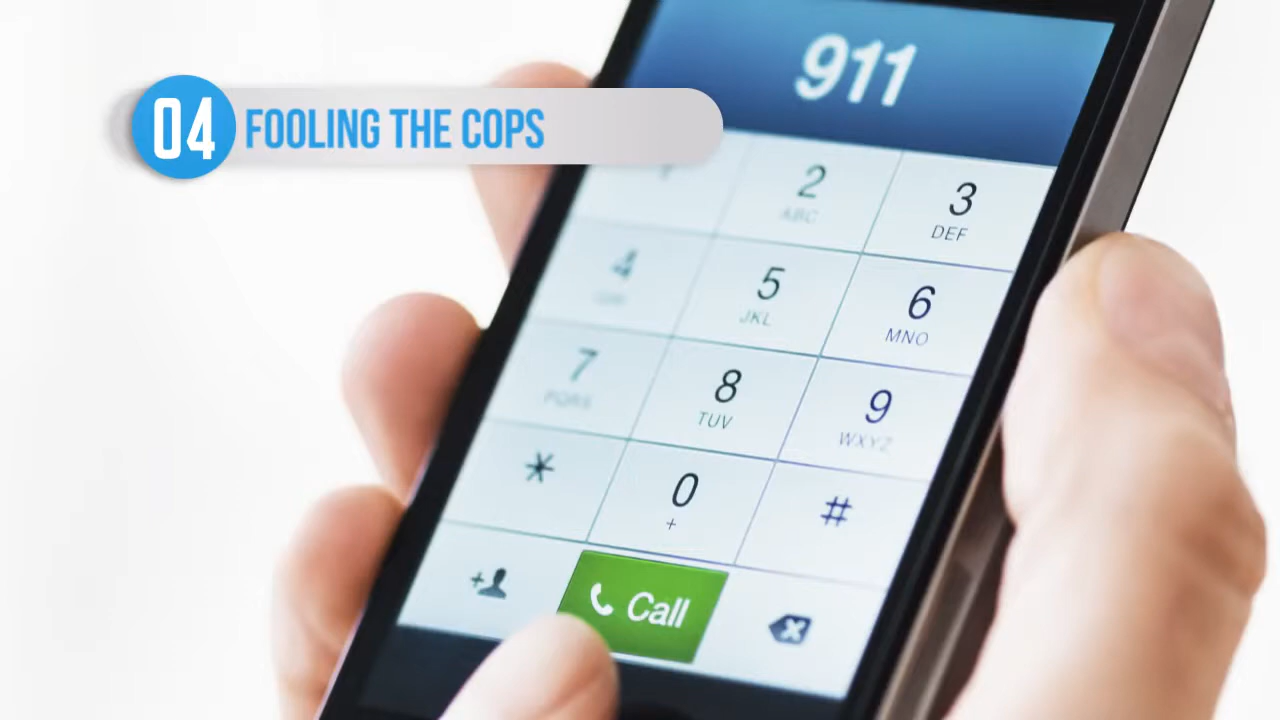 911
04 FOOLING THE COPS
2
ABC
3
DEF
4
5
JKL
6
MNO
7
PQRS
8
TUV
9
WXYZ
*
0
+
#
Call